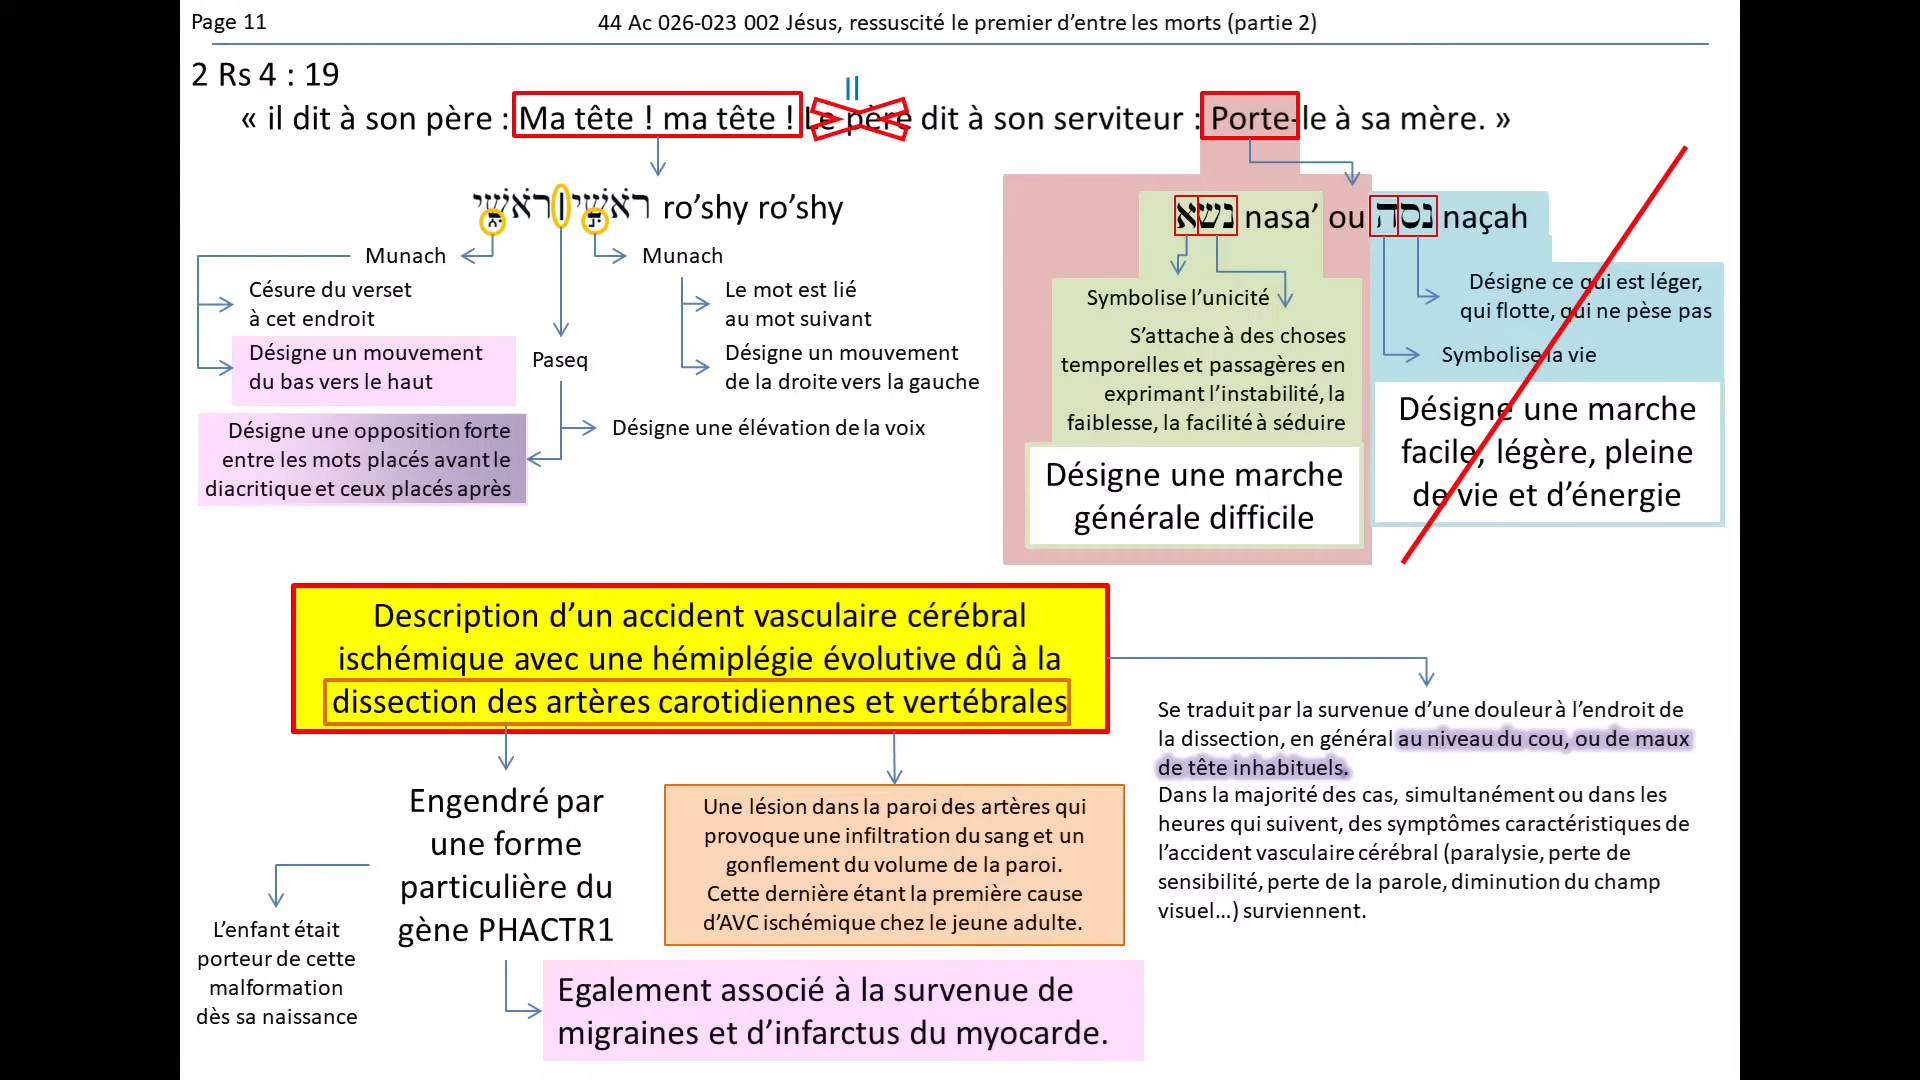 Page 11
44 Ac 026-023 002 Jésus, ressuscité le premier d’entre les morts (partie 2)
2 Rs 4 : 19
Il
« il dit à son père : Ma tête ! ma tête ! Le père dit à son serviteur : Porte-le à sa mère. »
רֹאשִׁ֣י׀רֹאשִׁ֑י ro’shy ro’shy
נשא nasa’ ou נסה naçah
Munach
Munach
Césure du verset
à cet endroit
Désigne un mouvement
du bas vers le haut
Paseq
Le mot est lié
au mot suivant
Désigne un mouvement
de la droite vers la gauche
Désigne une élévation de la voix
Désigne une opposition forte
entre les mots placés avant le
diacritique et ceux placés après
Symbolise l’unicité
S’attache à des choses
temporelles et passagères en
exprimant l’instabilité, la
faiblesse, la facilité à séduire
Désigne une marche
générale difficile
Désigne ce qui est léger,
qui flotte, qui ne pèse pas
Symbolise la vie
Désigne une marche
facile, légère, pleine
de vie et d’énergie
Description d’un accident vasculaire cérébral
ischémique avec une hémiplégie évolutive dû à la
dissection des artères carotidiennes et vertébrales
Engendré par
une forme
particulière du
gène PHACTR1
L’enfant était
porteur de cette
malformation
dès sa naissance
Une lésion dans la paroi des artères qui
provoque une infiltration du sang et un
gonflement du volume de la paroi.
Cette dernière étant la première cause
d’AVC ischémique chez le jeune adulte.
Egalement associé à la survenue de
migraines et d’infarctus du myocarde.
Se traduit par la survenue d’une douleur à l’endroit de
la dissection, en général au niveau du cou, ou de maux
de tête inhabituels.
Dans la majorité des cas, simultanément ou dans les
heures qui suivent, des symptômes caractéristiques de
l’accident vasculaire cérébral (paralysie, perte de
sensibilité, perte de la parole, diminution du champ
visuel…) surviennent.